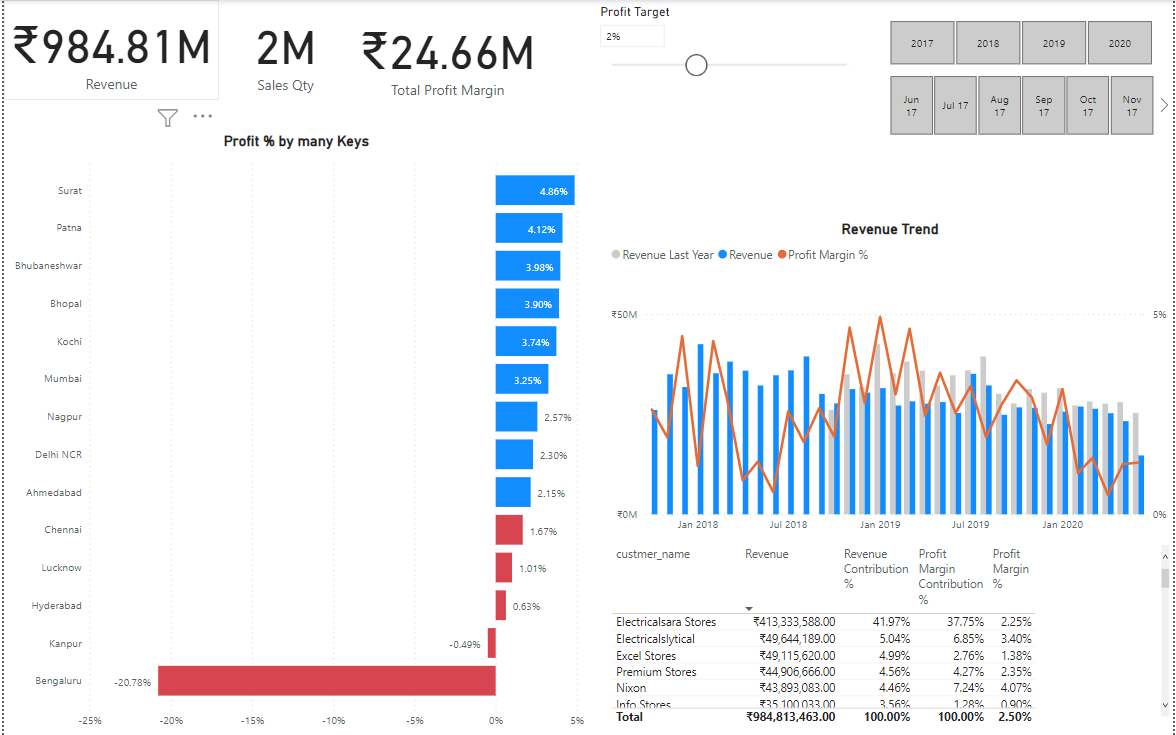 ₹984.81M
Revenue
2M
Sales Qty
₹24.66M
Total Profit Margin
Profit Target
2%
2017
2018
2019
2020
Jun
17
Jul 17
Aug
17
Sep
17
Oct
17
Nov
17
Profit % by many Keys
Surat
4.86%
Patna
4.12%
Bhubaneshwar
3.98%
Bhopal
3.90%
Kochi
3.74%
Mumbai
3.25%
Nagpur
2.57%
Delhi NCR
2.30%
Ahmedabad
2.15%
Chennai
1.67%
Lucknow
1.01%
Hyderabad
0.63%
Kanpur
-0.49%
Bengaluru
-20.78%
-25%
-20%
-15%
-10%
-5%
0%
5%
Revenue Trend
Revenue Last Year
Revenue
Profit Margin %
₹50M
₹0M
5%
0%
Jan 2018
Jul 2018
Jan 2019
Jul 2019
Jan 2020
custmer_name
Revenue
Revenue
Contribution
%
Profit
Margin
Contribution
%
Profit
Margin
%
Electricalsara Stores ₹413,333,588.00 41.97% 37.75% 2.25%
Electricalslytical ₹49,644,189.00 5.04% 6.85% 3.40%
Excel Stores ₹49,115,620.00 4.99% 2.76% 1.38%
Premium Stores ₹44,906,666.00 4.56% 4.27% 2.35%
Nixon ₹43,893,083.00 4.46% 7.24% 4.07%
Info Stores ₹35,100,033.00 3.56% 1.28% 0.90%
Total ₹984,813,463.00 100.00% 100.00% 2.50%